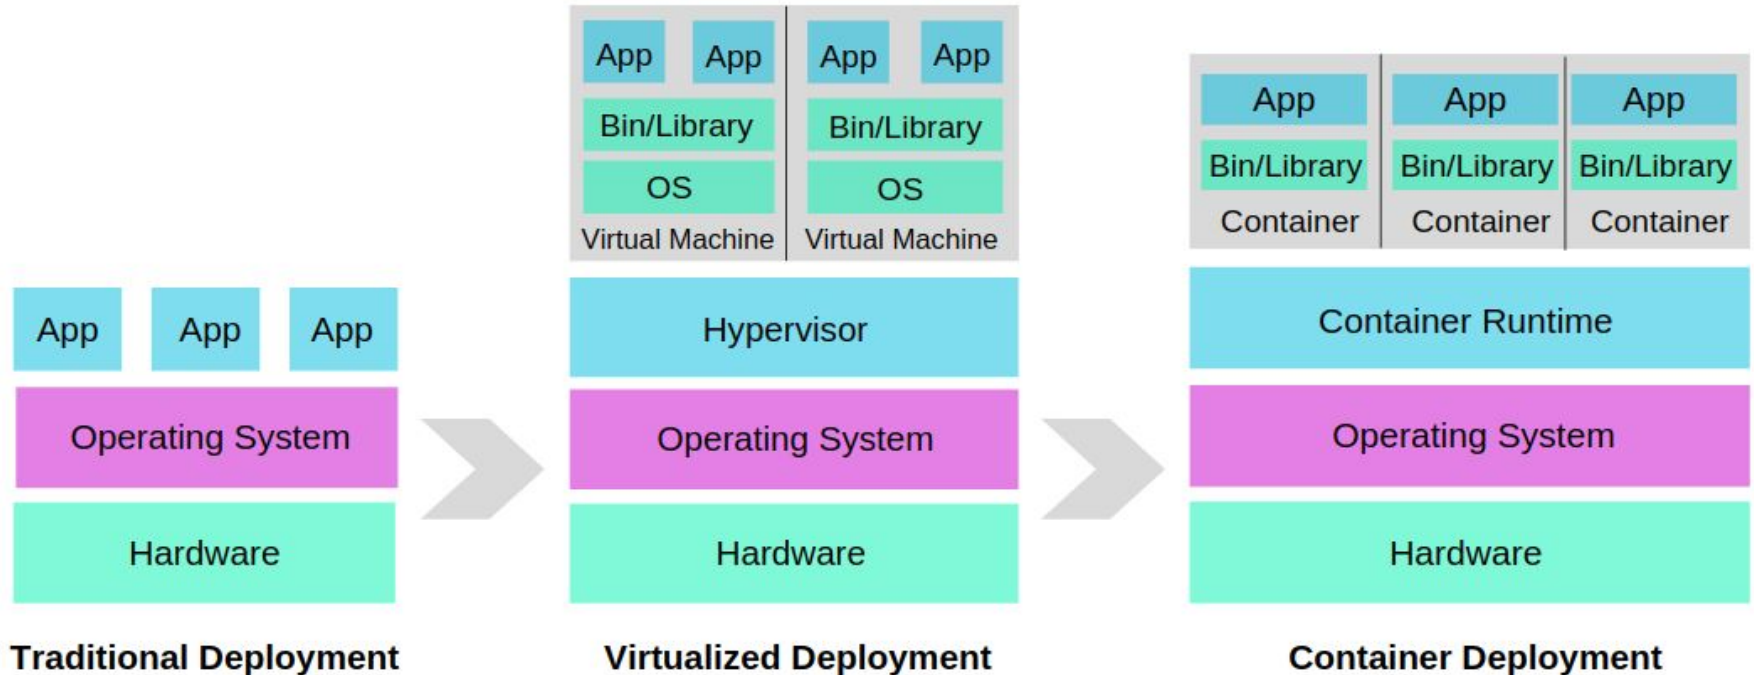 App
App
App
Operating System
Hardware
Traditional Deployment
App
App
App
App
Bin/Library
Bin/Library
OS
OS
Virtual Machine
Virtual Machine
Hypervisor
Operating System
Hardware
Virtualized Deployment
App
App
App
Bin/Library
Bin/Library
Bin/Library
Container
Container
Container
Container Runtime
Operating System
Hardware
Container Deployment